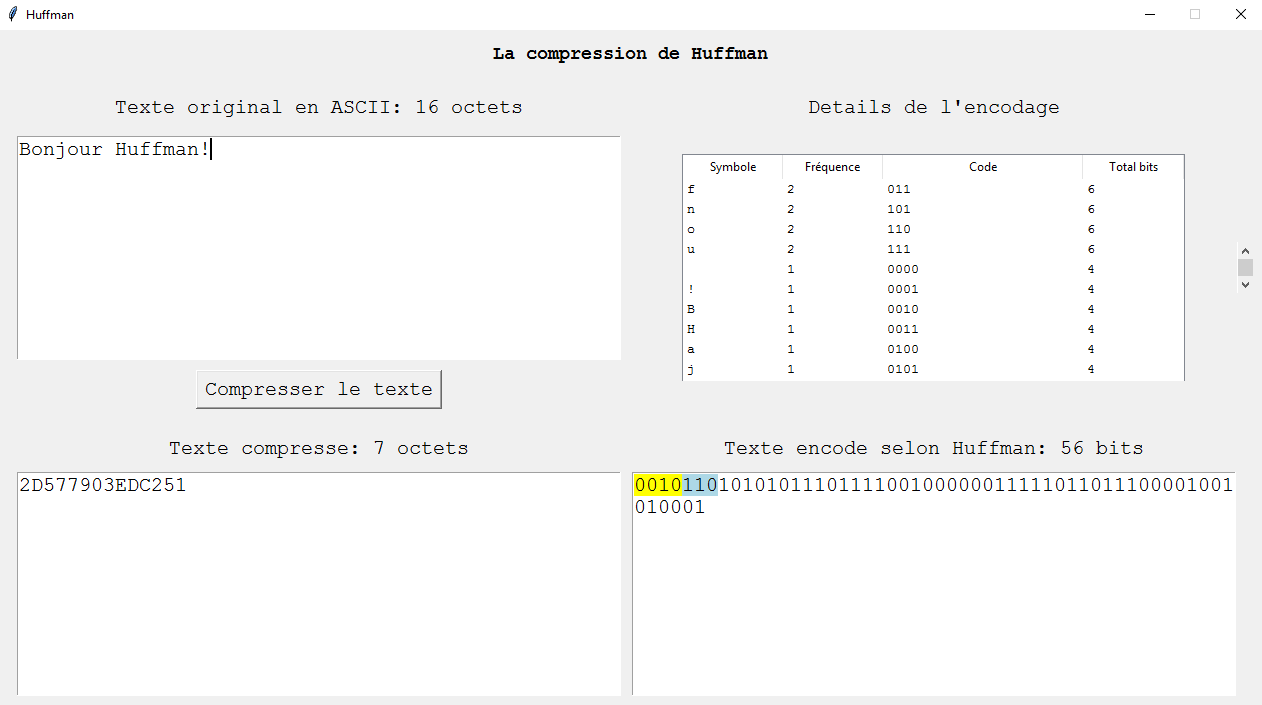 Huffman
La compression de Huffman
Texte original en ASCII: 16 octets
Bonjour Huffman!
Compresser le texte
Details de l'encodage
Symbole Fréquence Code Total bits
f 2 011 6
n 2 101 6
o 2 110 6
u 2 111 6
1 0000 4
! 1 0001 4
B 1 0010 4
H 1 0011 4
a 1 0100 4
j 1 0101 4
Texte compresse: 7 octets
2D577903EDC251
Texte encode selon Huffman: 56 bits
00101101010101110111100100000011111011011100001001
010001